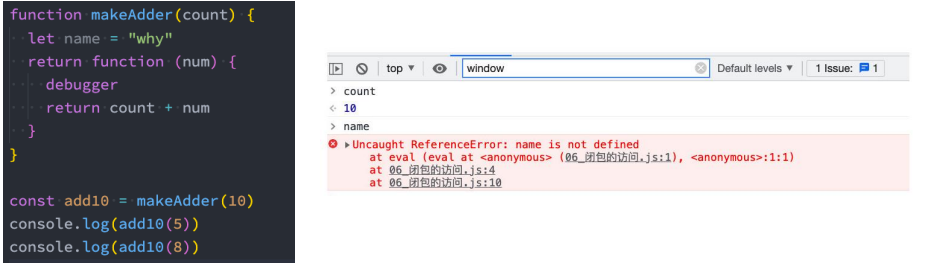 function makeAdder(count) {
  let name = "why"
  return function (num) {
    debugger
    return count + num
  }
}

const add10 = makeAdder(10)
console.log(add10(5))
console.log(add10(8))
top ▼ window Default levels ▼ 1 Issue: 1
> count
< 10
> name
▶Uncaught ReferenceError: name is not defined
    at eval (eval at <anonymous> (06_闭包的访问.js:1), <anonymous>:1:1)
    at 06_闭包的访问.js:4
    at 06_闭包的访问.js:10